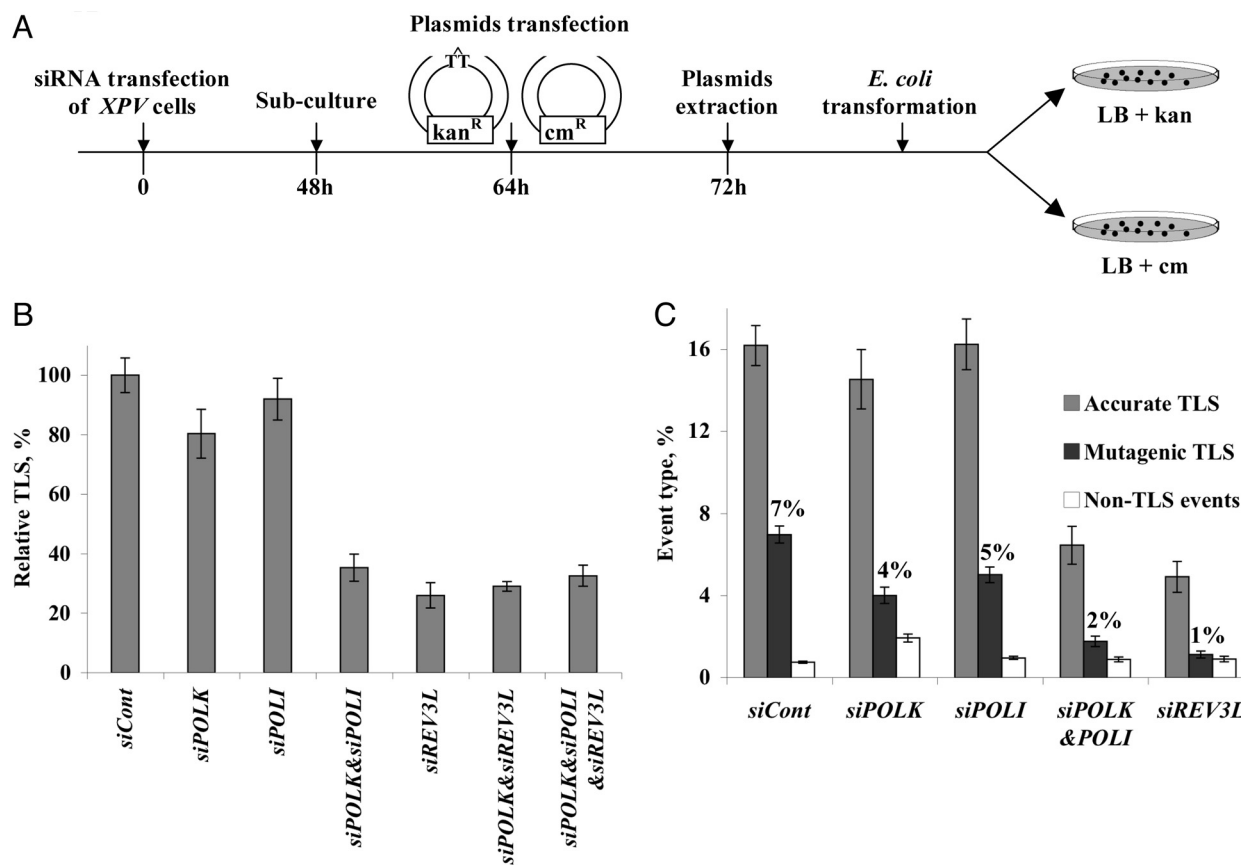 A
Plasmids transfection
siRNA transfection
of XPV cells
Sub-culture
TT
kanR
cmR
Plasmids
extraction
E. coli
transformation
LB + kan
0
48h
64h
72h
LB + cm
B
Relative TLS, %
100
80
60
40
20
0
siCont
siPOLK
siPOLI
siPOLK&siPOLI
siREV3L
siPOLK&siREV3L
siPOLK&siPOLI
&siREV3L
C
Event type, %
16
12
8
4
0
7%
4%
5%
2%
1%
Accurate TLS
Mutagenic TLS
Non-TLS events
siCont
siPOLK
siPOLI
siPOLK
&POLI
siREV3L